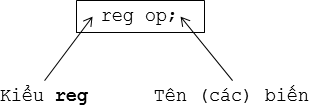 reg op;
Kiểu reg
Tên (các) biến